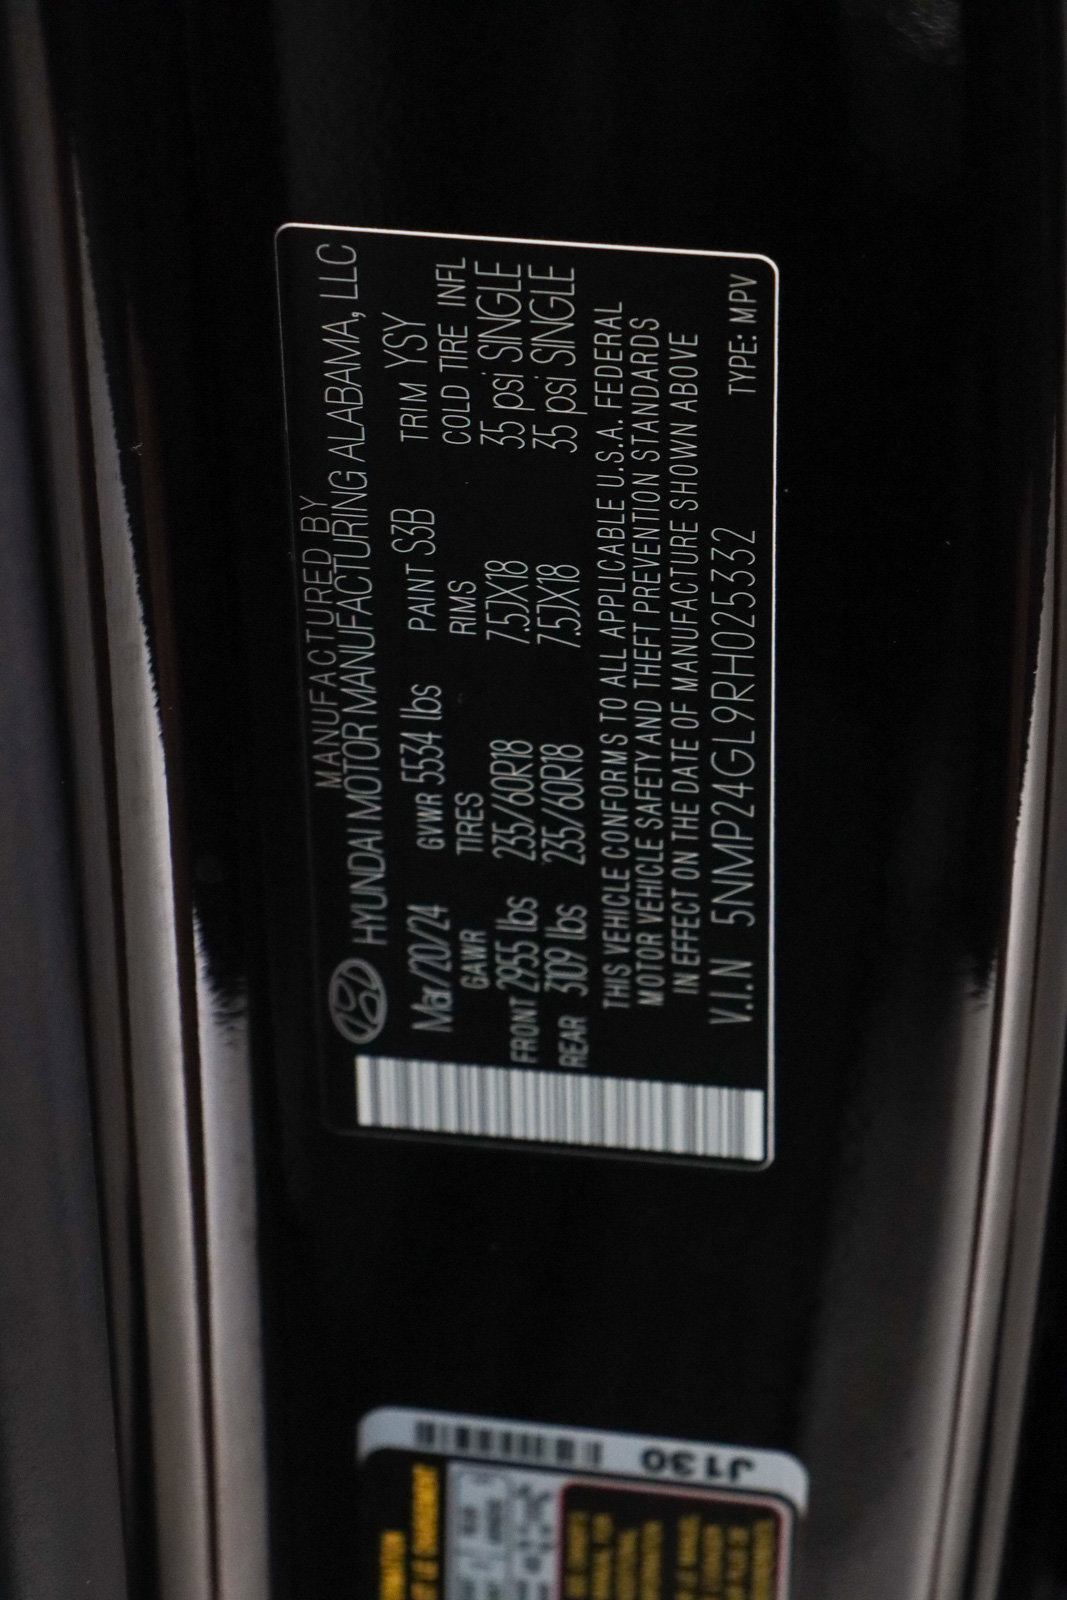 MANUFACTURED BY
HYUNDAI MOTOR MANUFACTURING ALABAMA, LLC
Mar/20/24 GVWR 5534 lbs PAINT S3B TRIM YSY
GAWR TIRES RIMS COLD TIRE INFL
FRONT 2955 lbs 235/60R18 7.5JX18 35 psi SINGLE
REAR 3109 lbs 235/60R18 7.5JX18 35 psi SINGLE
THIS VEHICLE CONFORMS TO ALL APPLICABLE U.S.A. FEDERAL
MOTOR VEHICLE SAFETY AND THEFT PREVENTION STANDARDS
IN EFFECT ON THE DATE OF MANUFACTURE SHOWN ABOVE
V.I.N 5NMP24GL9RH025332 TYPE: MPV
J130